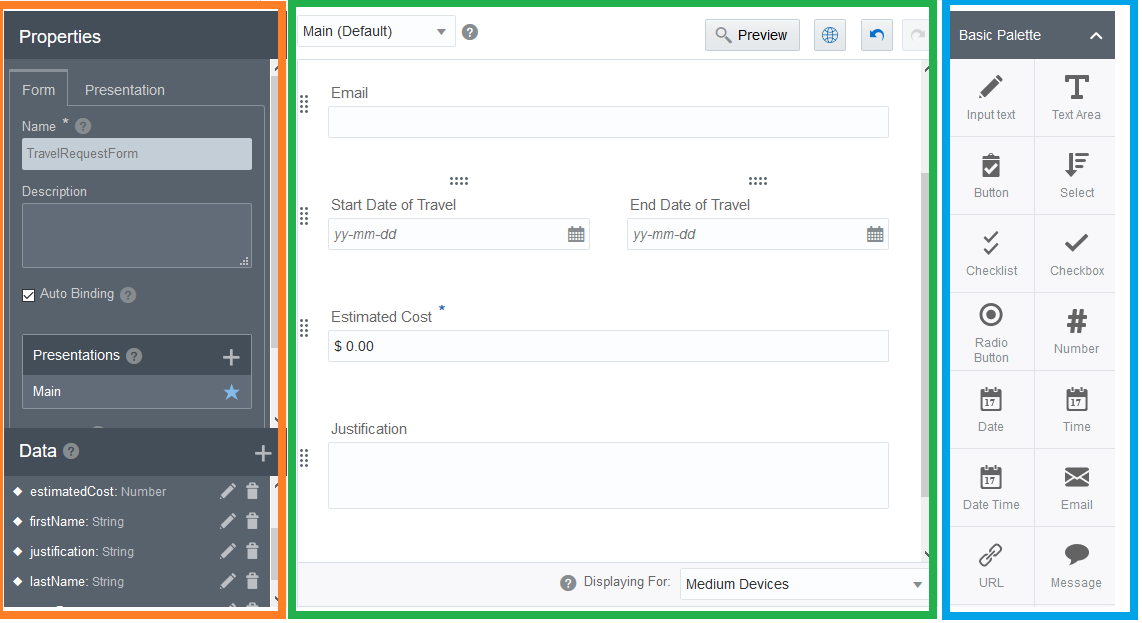 Properties
Form Presentation
Name * ?
TravelRequestForm
Description
Auto Binding ?
Presentations ?
Main
Data ?
estimatedCost: Number
firstName: String
justification: String
lastName: String
Main (Default) ?
Preview
Email
Start Date of Travel End Date of Travel
yy-mm-dd yy-mm-dd
Estimated Cost *
$ 0.00
Justification
? Displaying For: Medium Devices
Basic Palette
Input text Text Area
Button Select
Checklist Checkbox
Radio
Button
Number
17 17
Date Time
17
Date Time Email
URL Message